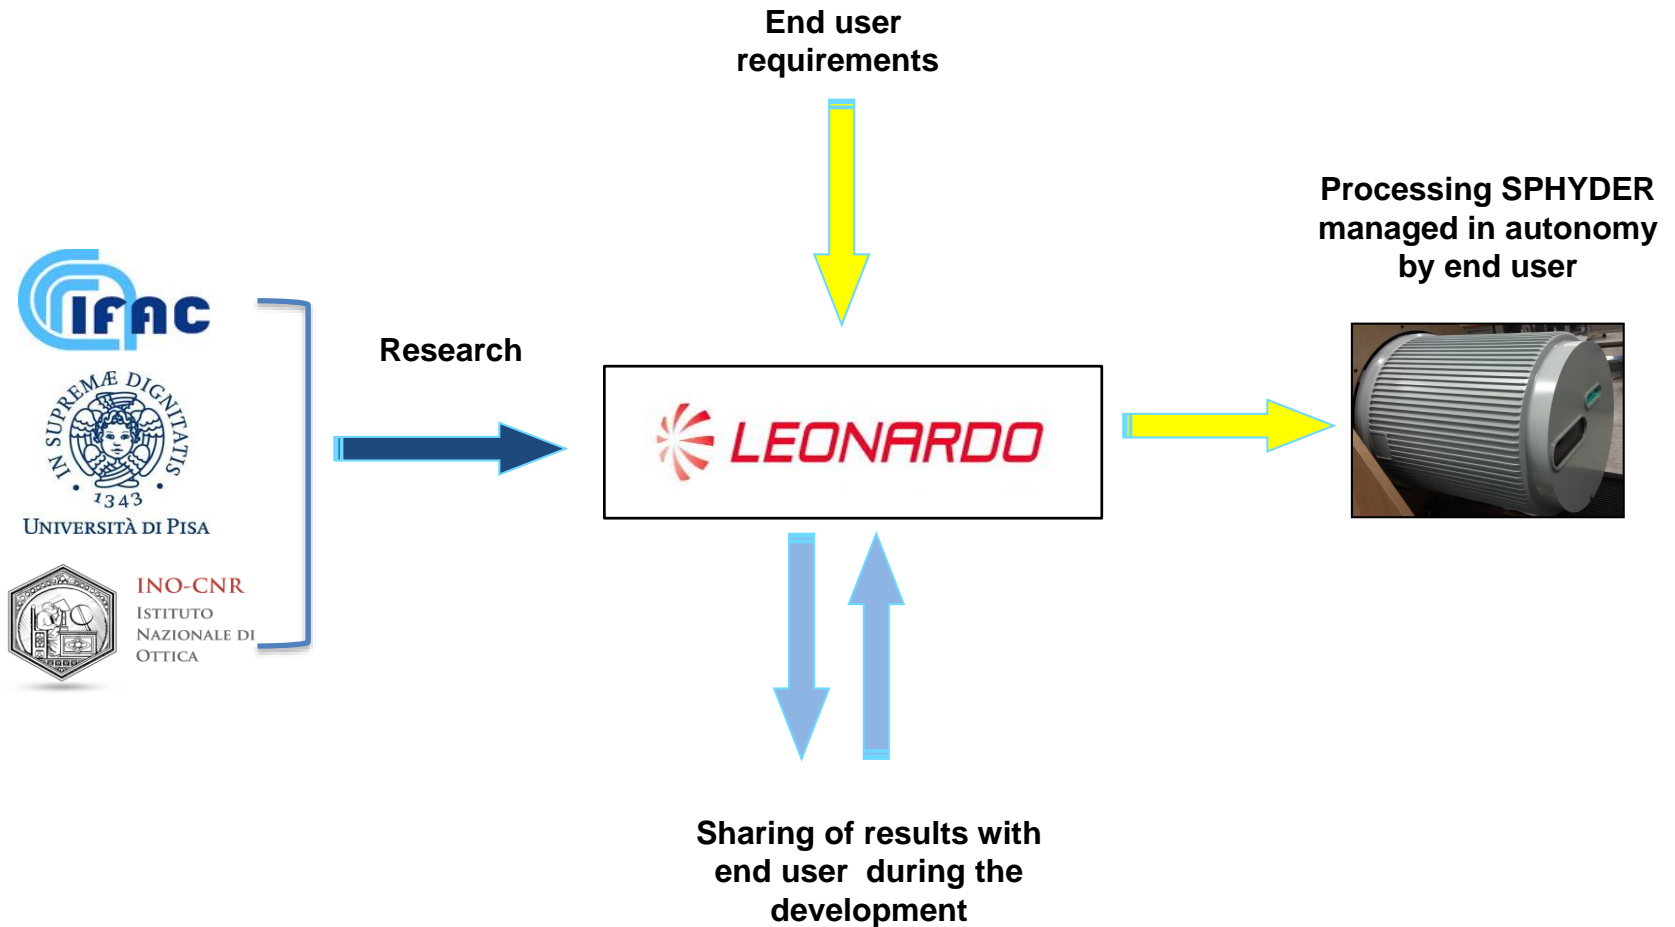 End user
requirements
Processing SPHYDER
managed in autonomy
by end user
IFAC
Research
IN SUPREMÆ DIGNITATIS
1343
UNIVERSITÀ DI PISA
LEONARDO
INO-CNR
ISTITUTO
NAZIONALE DI
OTTICA
Sharing of results with
end user during the
development